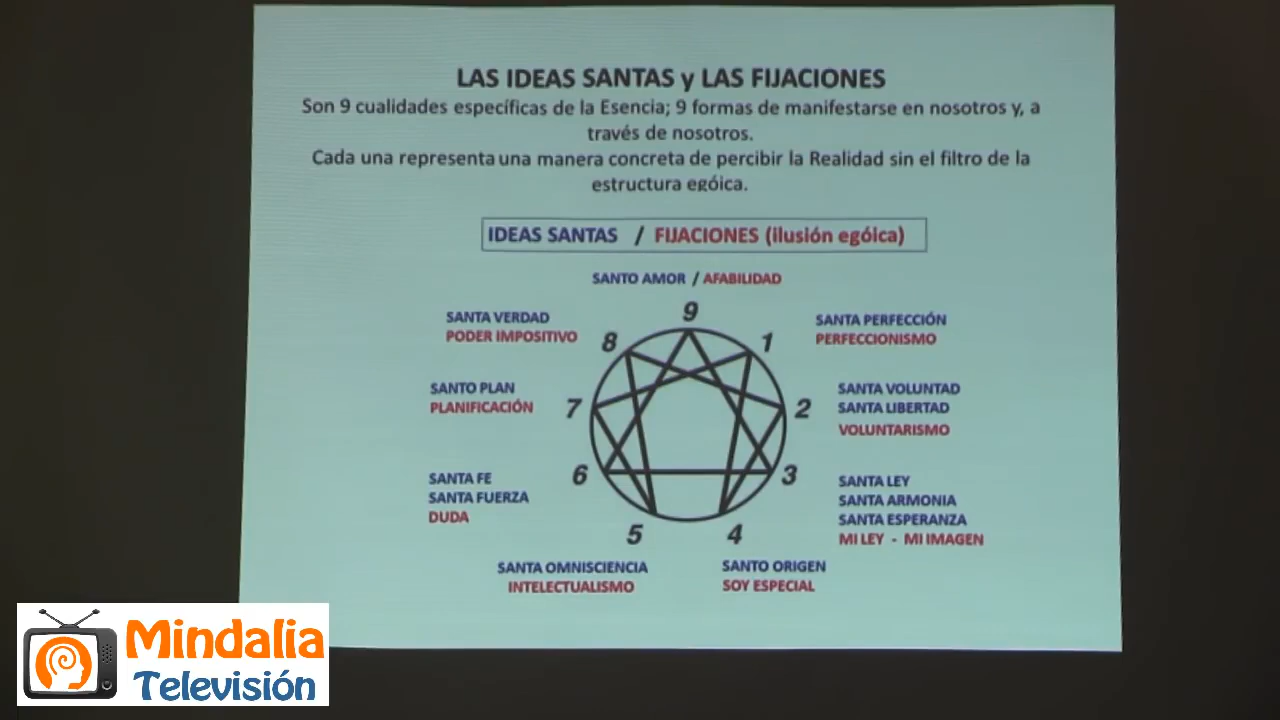 LAS IDEAS SANTAS y LAS FIJACIONES
Son 9 cualidades específicas de la Esencia; 9 formas de manifestarse en nosotros y, a
través de nosotros.
Cada una representa una manera concreta de percibir la Realidad sin el filtro de la
estructura egóica.
IDEAS SANTAS / FIJACIONES (ilusión egóica)
SANTO AMOR / AFABILIDAD
9
SANTA VERDAD
PODER IMPOSITIVO
8
1
SANTA PERFECCIÓN
PERFECCIONISMO
SANTO PLAN
PLANIFICACIÓN
7
2
SANTA VOLUNTAD
SANTA LIBERTAD
VOLUNTARISMO
SANTA FE
SANTA FUERZA
DUDA
6
3
SANTA LEY
SANTA ARMONIA
SANTA ESPERANZA
MI LEY - MI IMAGEN
5
4
SANTA OMNISCIENCIA
INTELECTUALISMO
SANTO ORIGEN
SOY ESPECIAL
Mindalia
Televisión